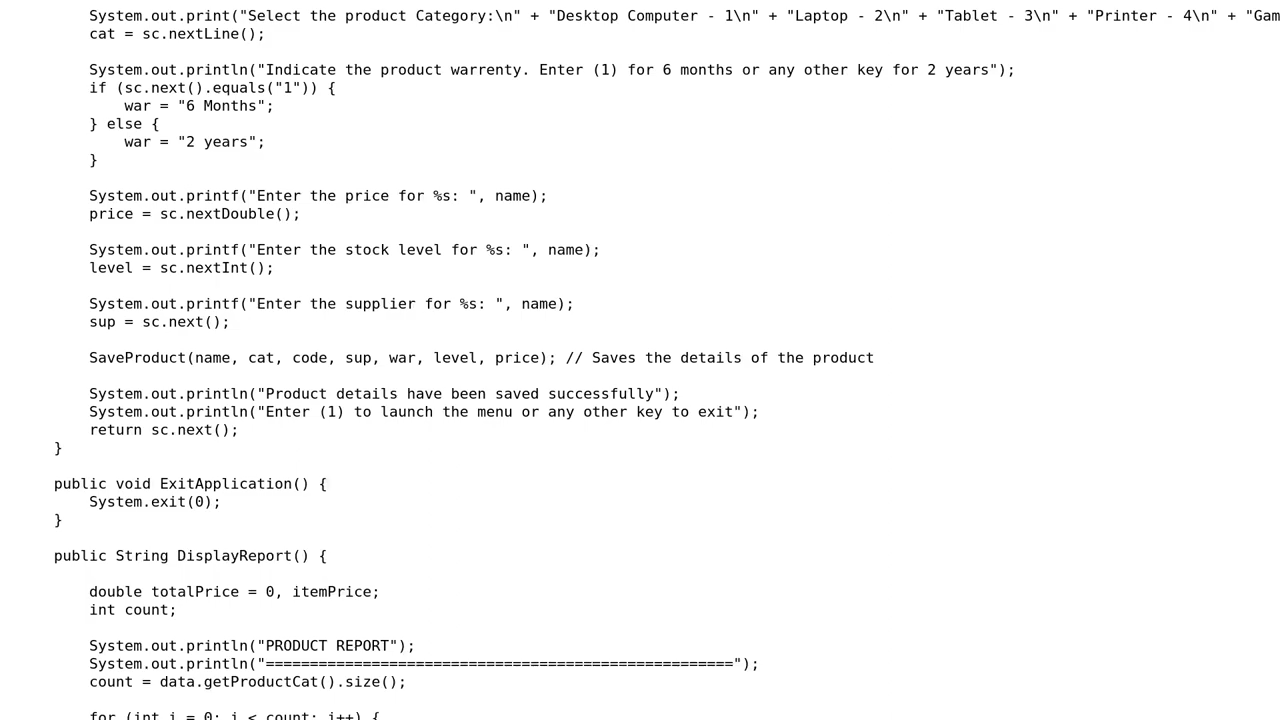 System.out.print("Select the product Category:\n" + "Desktop Computer - 1\n" + "Laptop - 2\n" + "Tablet - 3\n" + "Printer - 4\n" + "Gam
cat = sc.nextLine();
System.out.println("Indicate the product warrenty. Enter (1) for 6 months or any other key for 2 years");
if (sc.next().equals("1")) {
war = "6 Months";
} else {
war = "2 years";
}
System.out.printf("Enter the price for %s: ", name);
price = sc.nextDouble();
System.out.printf("Enter the stock level for %s: ", name);
level = sc.nextInt();
System.out.printf("Enter the supplier for %s: ", name);
sup = sc.next();
SaveProduct(name, cat, code, sup, war, level, price); // Saves the details of the product
System.out.println("Product details have been saved successfully");
System.out.println("Enter (1) to launch the menu or any other key to exit");
return sc.next();
}
public void ExitApplication() {
System.exit(0);
}
public String DisplayReport() {
double totalPrice = 0, itemPrice;
int count;
System.out.println("PRODUCT REPORT");
System.out.println("=====================================================");
count = data.getProductCat().size();
for (int i = 0; i < count; i++) {